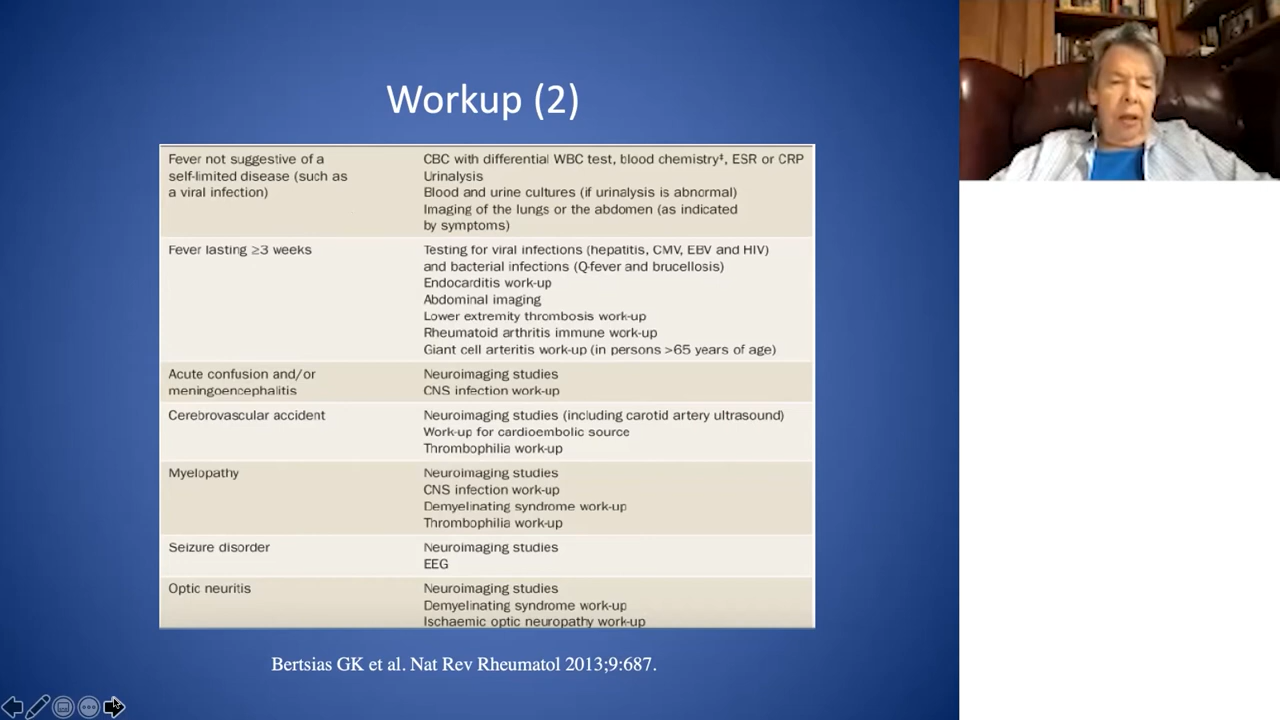 Workup (2)
Fever not suggestive of a
self-limited disease (such as
a viral infection)
CBC with differential WBC test, blood chemistry‡, ESR or CRP
Urinalysis
Blood and urine cultures (if urinalysis is abnormal)
Imaging of the lungs or the abdomen (as indicated
by symptoms)
Fever lasting ≥3 weeks
Testing for viral infections (hepatitis, CMV, EBV and HIV)
and bacterial infections (Q-fever and brucellosis)
Endocarditis work-up
Abdominal imaging
Lower extremity thrombosis work-up
Rheumatoid arthritis immune work-up
Giant cell arteritis work-up (in persons >65 years of age)
Acute confusion and/or
meningoencephalitis
Neuroimaging studies
CNS infection work-up
Cerebrovascular accident
Neuroimaging studies (including carotid artery ultrasound)
Work-up for cardioembolic source
Thrombophilia work-up
Myelopathy
Neuroimaging studies
CNS infection work-up
Demyelinating syndrome work-up
Thrombophilia work-up
Seizure disorder
Neuroimaging studies
EEG
Optic neuritis
Neuroimaging studies
Demyelinating syndrome work-up
Ischaemic optic neuropathy work-up
Bertsias GK et al. Nat Rev Rheumatol 2013;9:687.